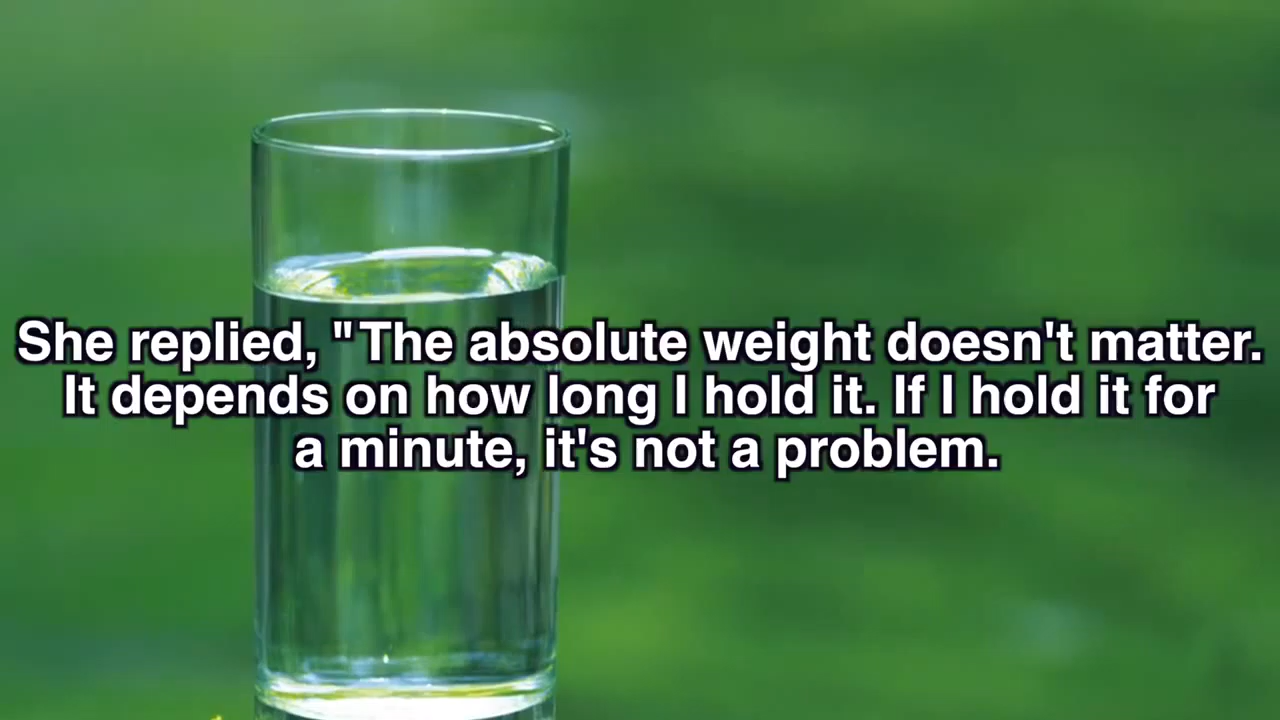 She replied, "The absolute weight doesn't matter.
It depends on how long I hold it. If I hold it for
a minute, it's not a problem.